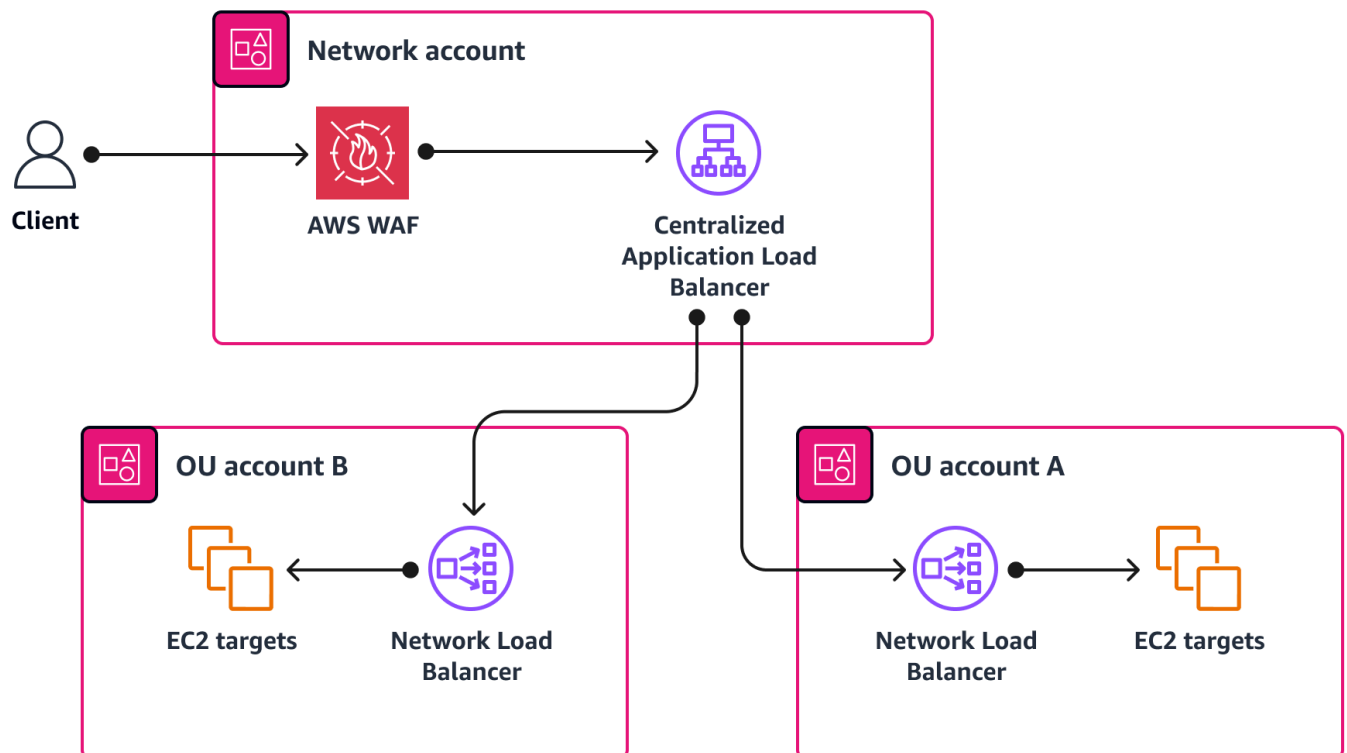 Network account
Client
AWS WAF
Centralized
Application Load
Balancer
OU account B
EC2 targets
Network Load
Balancer
OU account A
Network Load
Balancer
EC2 targets